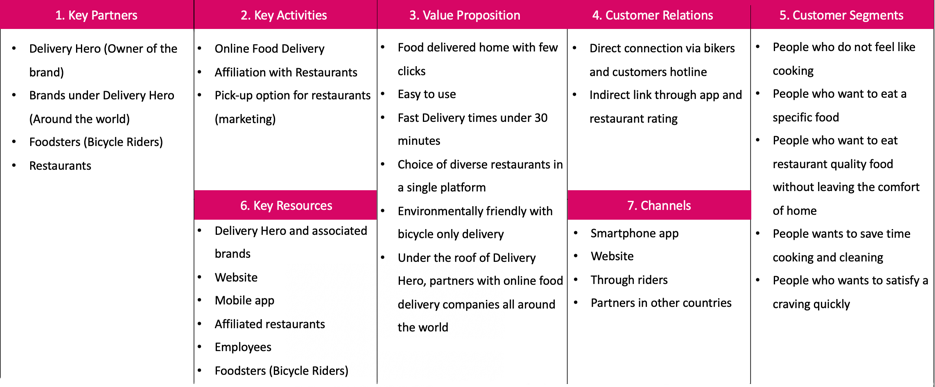 1. Key Partners
• Delivery Hero (Owner of the
brand)
• Brands under Delivery Hero
(Around the world)
• Foodsters (Bicycle Riders)
• Restaurants
2. Key Activities
• Online Food Delivery
• Affiliation with Restaurants
• Pick-up option for restaurants
(marketing)
6. Key Resources
• Delivery Hero and associated
brands
• Website
• Mobile app
• Affiliated restaurants
• Employees
• Foodsters (Bicycle Riders)
3. Value Proposition
• Food delivered home with few
clicks
• Easy to use
• Fast Delivery times under 30
minutes
• Choice of diverse restaurants in
a single platform
• Environmentally friendly with
bicycle only delivery
• Under the roof of Delivery
Hero, partners with online food
delivery companies all around
the world
4. Customer Relations
• Direct connection via bikers
and customers hotline
• Indirect link through app and
restaurant rating
7. Channels
• Smartphone app
• Website
• Through riders
• Partners in other countries
5. Customer Segments
• People who do not feel like
cooking
• People who want to eat a
specific food
• People who want to eat
restaurant quality food
without leaving the comfort
of home
• People wants to save time
cooking and cleaning
• People who wants to satisfy a
craving quickly